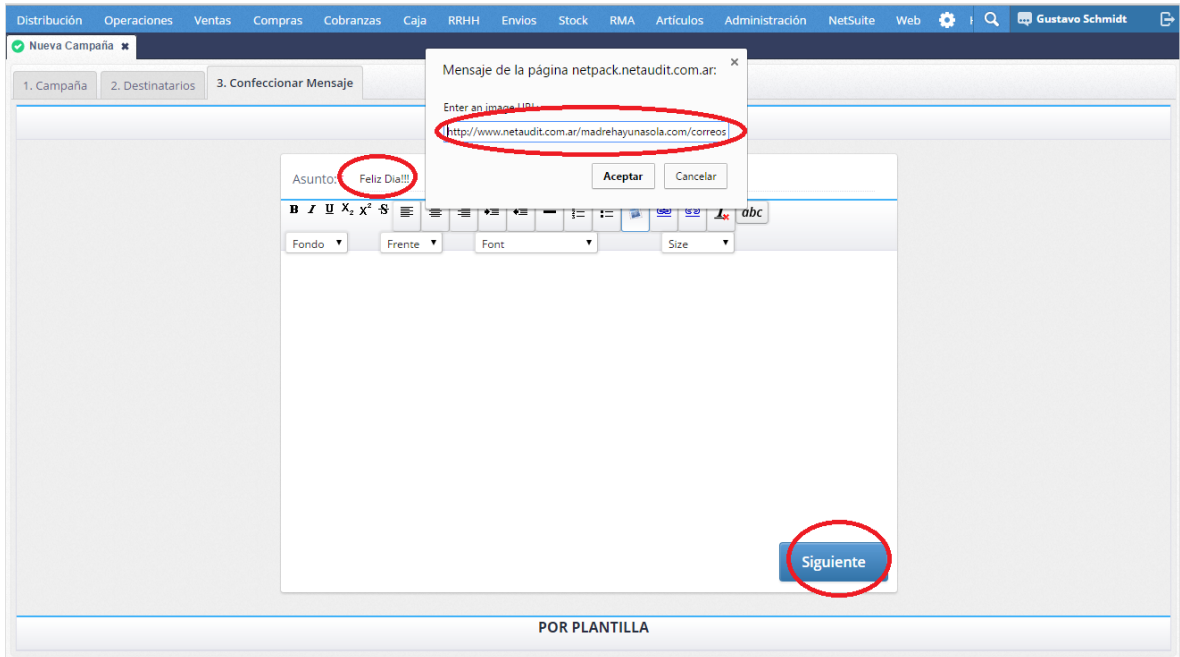 Distribución Operaciones Ventas Compras Cobranzas Caja RRHH Envios Stock RMA Artículos Administración NetSuite Web Gustavo Schmidt
Nueva Campaña
1. Campaña 2. Destinatarios 3. Confeccionar Mensaje
Mensaje de la página netpack.netaudit.com.ar:
Enter an image URL:
http://www.netaudit.com.ar/madrehayunasola.com/correos
Aceptar Cancelar
Asunto: Feliz Dia!!!
B I U X₂ X² S abc
Fondo Frente Font Size
Siguiente
POR PLANTILLA